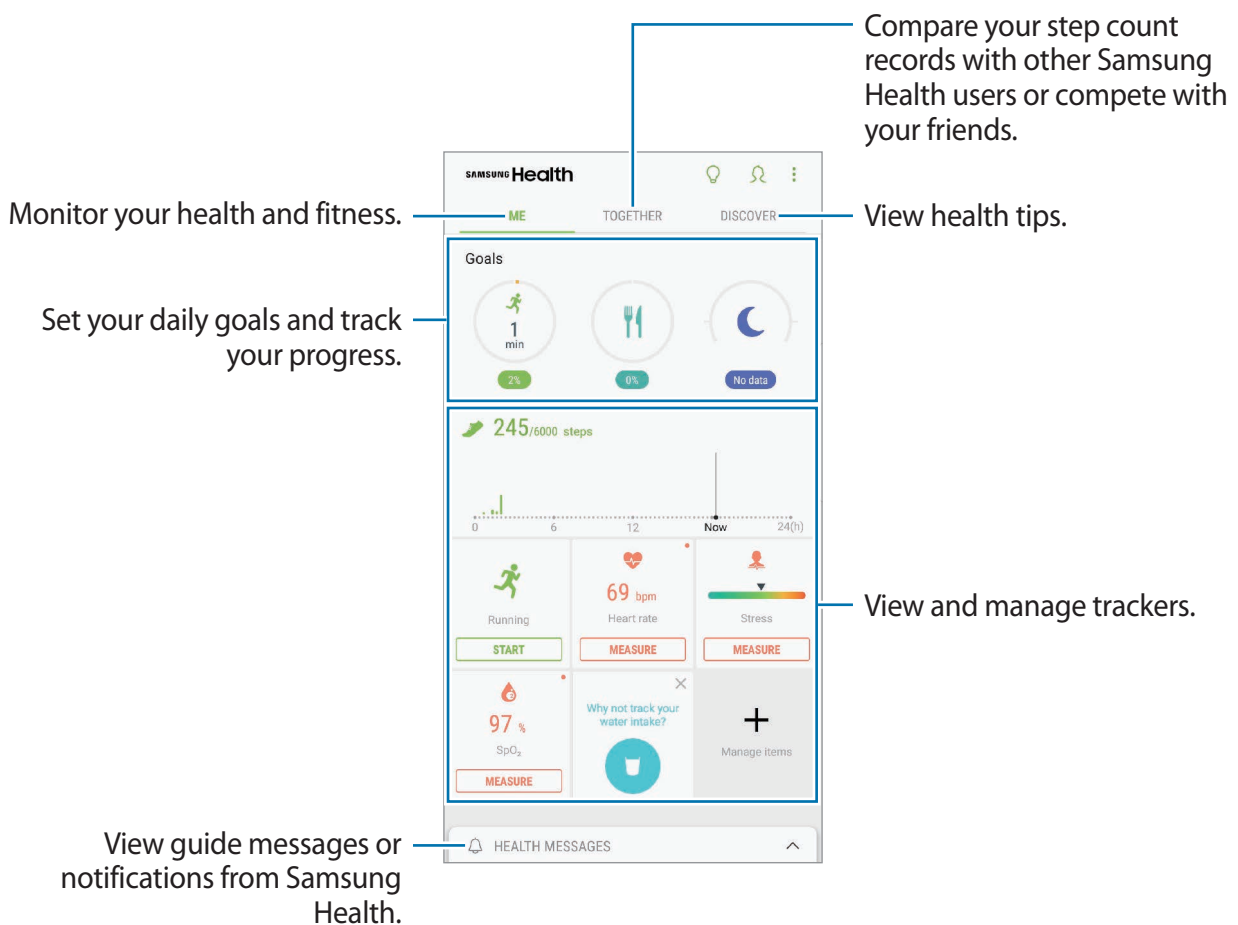 Compare your step count
records with other Samsung
Health users or compete with
your friends.
SAMSUNG Health
Monitor your health and fitness.
ME
TOGETHER
DISCOVER
View health tips.
Goals
Set your daily goals and track
your progress.
1
min
2%
0%
No data
245/6000 steps
0
6
12
Now
24(h)
69 bpm
Running
Heart rate
Stress
START
MEASURE
MEASURE
View and manage trackers.
97 %
SpO₂
MEASURE
Why not track your
water intake?
Manage items
View guide messages or
notifications from Samsung
Health.
HEALTH MESSAGES